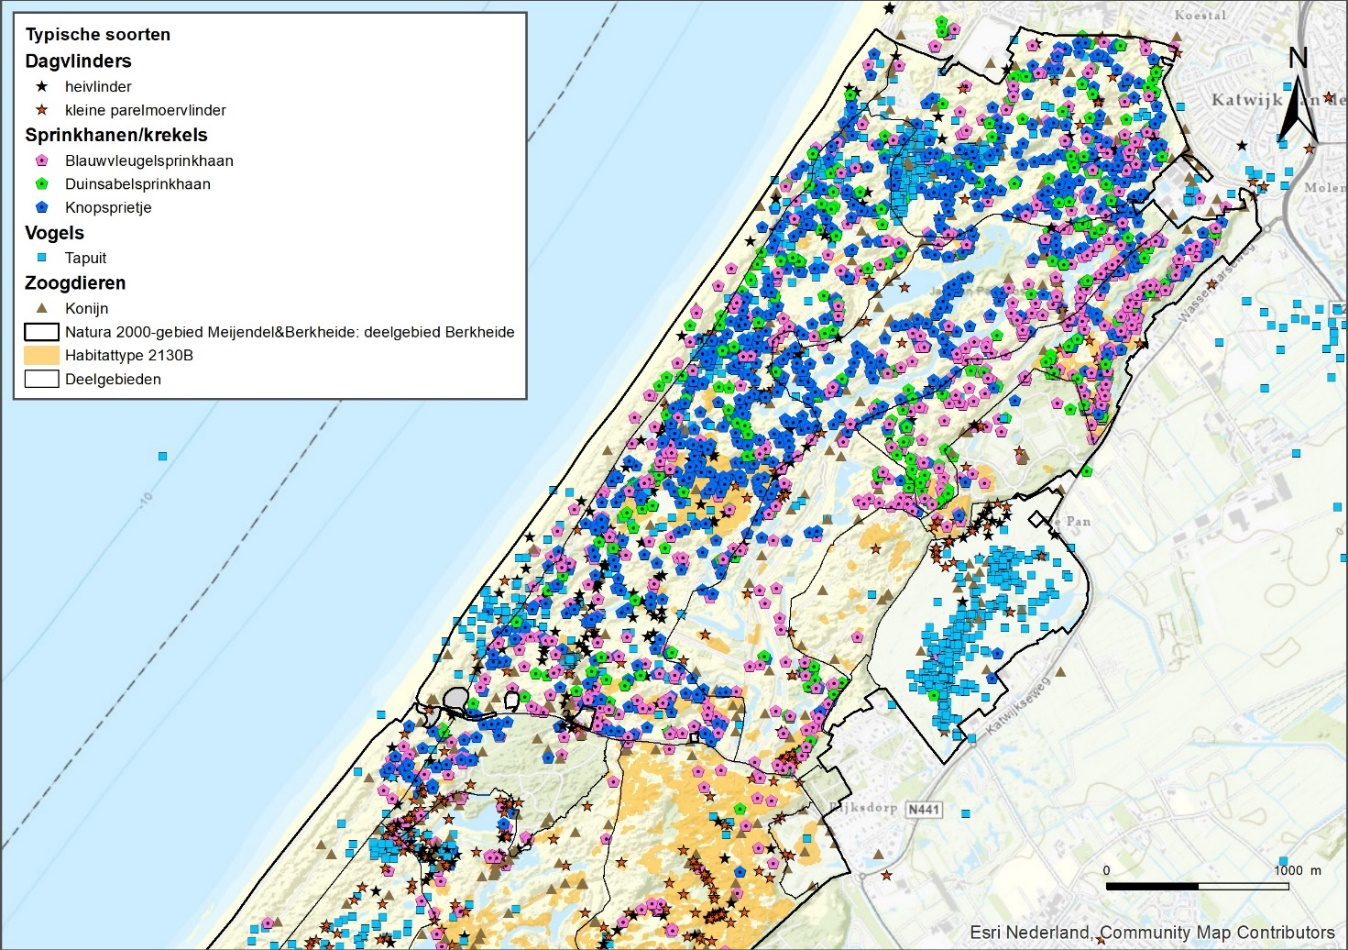 Typische soorten
Dagvlinders
heivlinder
kleine parelmoervlinder
Sprinkhanen/krekels
Blauwvleugelsprinkhaan
Duinsabelsprinkhaan
Knopsprietje
Vogels
Tapuit
Zoogdieren
Konijn
Natura 2000-gebied Meijendel&Berkheide: deelgebied Berkheide
Habitattype 2130B
Deelgebieden
Koestal
N
Katwijk
Wassenaarseweg
-10
Pan
Katwijkseweg
Rijksdorp
N441
0 1000 m
Esri Nederland, Community Map Contributors